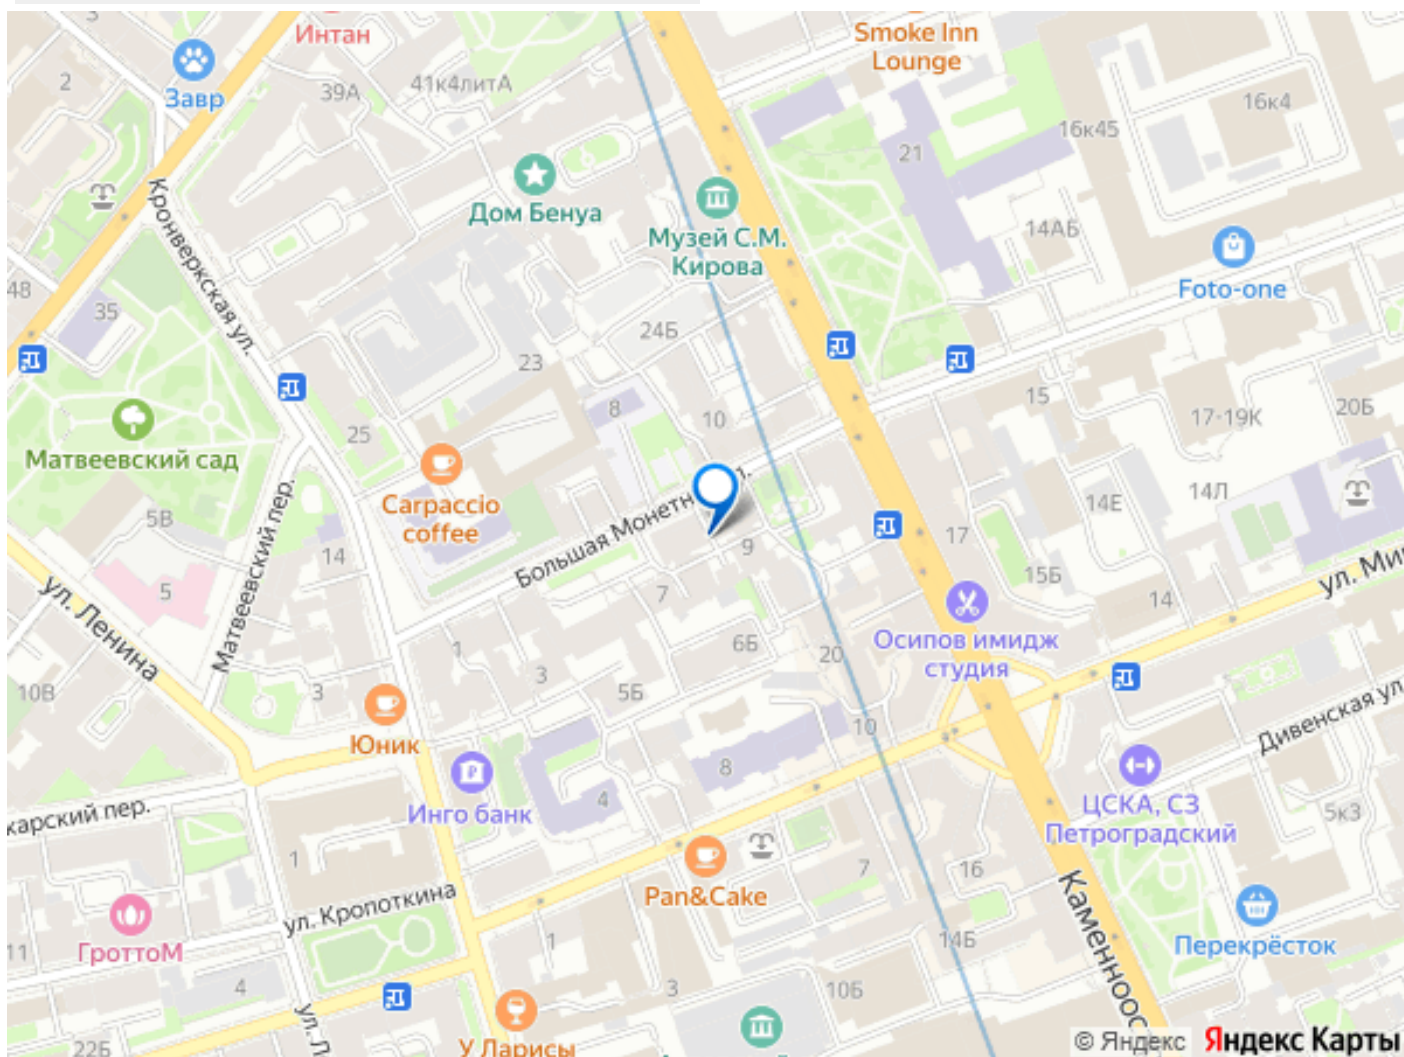 Интан
Smoke Inn
Lounge
Завр
2
39А
41к4литА
16к4
16к45
21
Дом Бенуа
Музей С.М.
Кирова
14АБ
Кронверкская ул.
Foto-one
48
35
24Б
23
8
10
15
17-19К
20Б
Матвеевский сад
25
Carpaccio
coffee
5В
14Л
14Е
Большая Монетн
л.
Матвеевский пер.
14
17
9
5
7
15Б
14
ул. Ми
ул. Ленина
Осипов имидж
студия
1
6Б
20
3
3
5Б
10В
10
Юник
Дивенская ул.
8
4
Инго банк
ЦСКА, СЗ
Петроградский
5к3
карский пер.
1
7
16
Pan&Cake
ул. Кропоткина
Каменноос
ГроттоМ
11
1
14Б
Перекрёсток
4
3
10Б
ул. Л
У Ларисы
22Б
© Яндекс Яндекс Карты